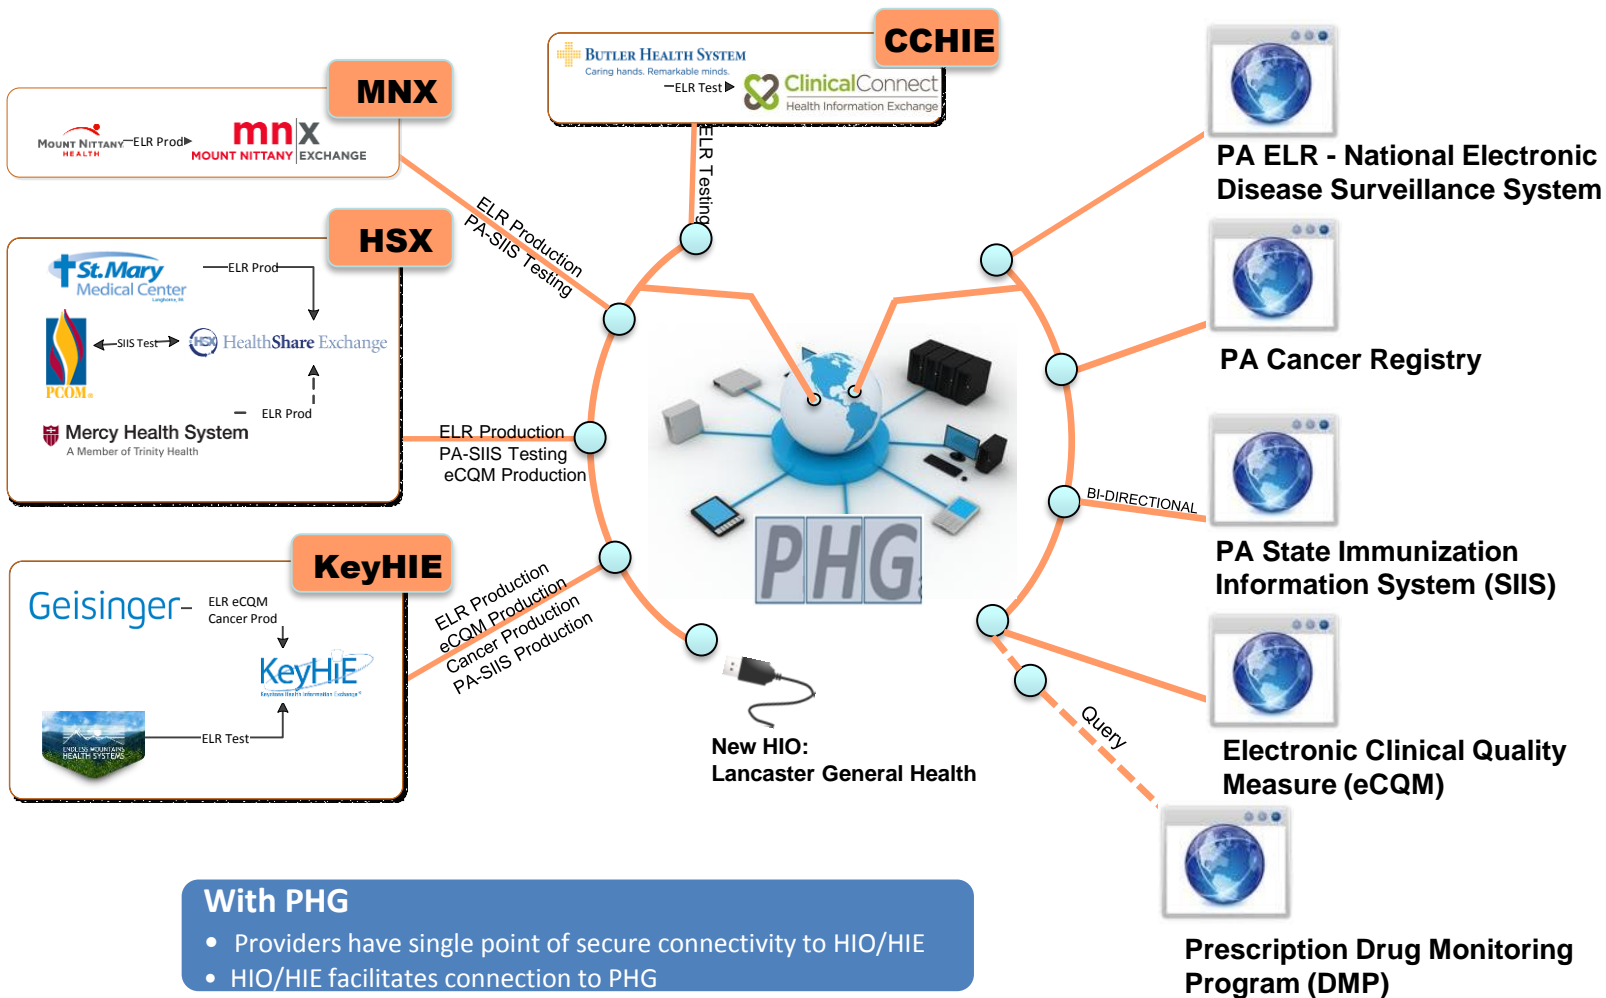 CCHIE
BUTLER HEALTH SYSTEM
Caring hands. Remarkable minds.
ELR Test
ClinicalConnect
Health Information Exchange
MNX
MOUNT NITTANY
HEALTH
ELR Prod
mnx
MOUNT NITTANY EXCHANGE
HSX
St. Mary
Medical Center
Langhorne, PA
ELR Prod
PCOM
SIIS Test
HSX HealthShare Exchange
ELR Prod
Mercy Health System
A Member of Trinity Health
KeyHIE
Geisinger
ELR eCQM
Cancer Prod
KeyHIE
Keystone Health Information Exchange
ENDLESS MOUNTAINS
HEALTH SYSTEMS
ELR Test
ELR Testing
ELR Production
PA-SIIS Testing
ELR Production
PA-SIIS Testing
eCQM Production
ELR Production
eCQM Production
Cancer Production
PA-SIIS Production
PHG
New HIO:
Lancaster General Health
PA ELR - National Electronic
Disease Surveillance System
PA Cancer Registry
BI-DIRECTIONAL
PA State Immunization
Information System (SIIS)
Electronic Clinical Quality
Measure (eCQM)
Query
Prescription Drug Monitoring
Program (DMP)
With PHG
• Providers have single point of secure connectivity to HIO/HIE
• HIO/HIE facilitates connection to PHG